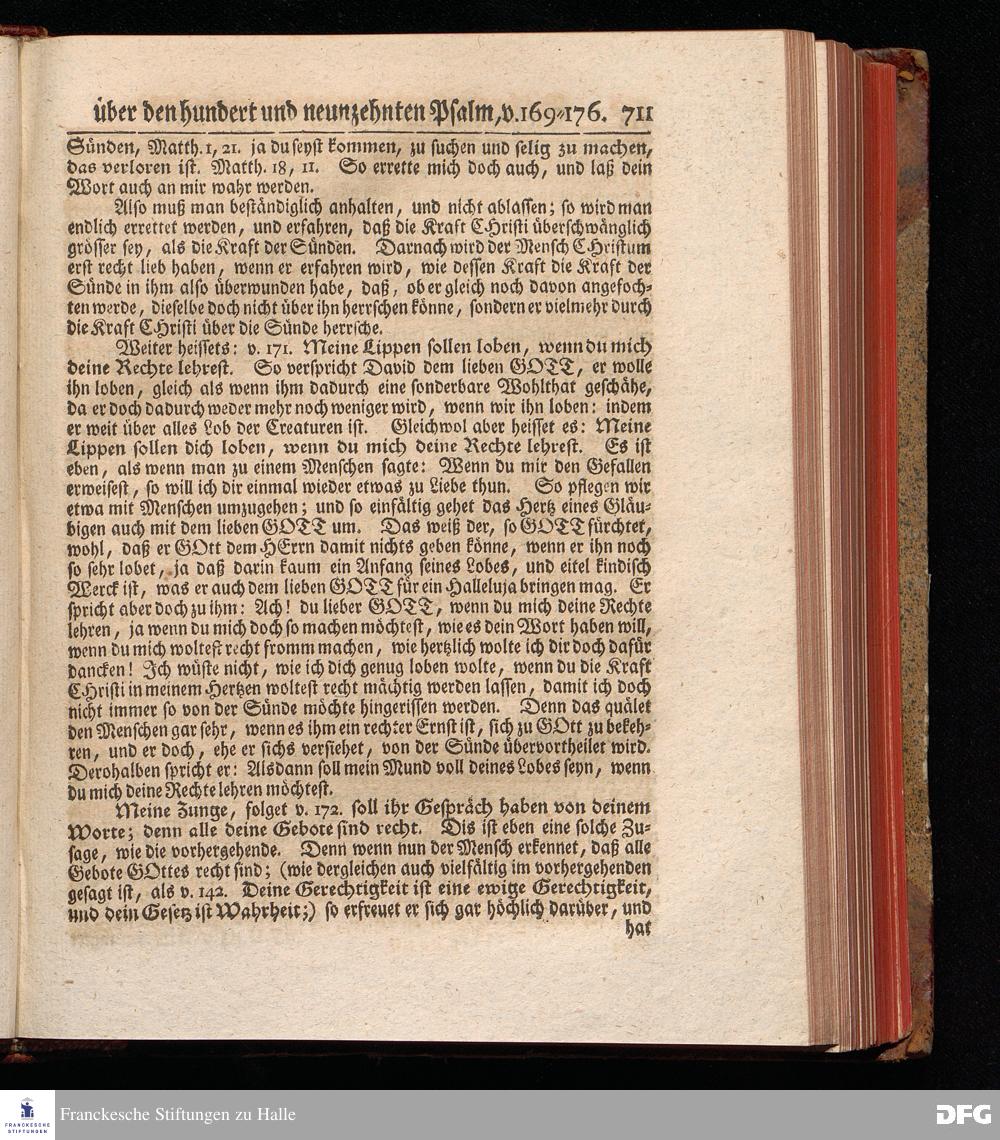 über den hundert und neunzehnten Psalm, v. 169-176. 711
Sünden, Matth. 1, 21. ja du seyst kommen, zu suchen und selig zu machen,
das verloren ist. Matth. 18, 11. So errette mich doch auch, und laß dein
Wort auch an mir wahr werden.
Also muß man beständiglich anhalten, und nicht ablassen; so wird man
endlich errettet werden, und erfahren, daß die Kraft CHristi überschwänglich
grösser sey, als die Kraft der Sünden. Darnach wird der Mensch CHristum
erst recht lieb haben, wenn er erfahren wird, wie dessen Kraft die Kraft der
Sünde in ihm also überwunden habe, daß, ob er gleich noch davon angefoch-
ten werde, dieselbe doch nicht über ihn herrschen könne, sondern er vielmehr durch
die Kraft CHristi über die Sünde herrsche.
Weiter heissets: v. 171. Meine Lippen sollen loben, wenn du mich
deine Rechte lehrest. So verspricht David dem lieben GOTT, er wolle
ihn loben, gleich als wenn ihm dadurch eine sonderbare Wohlthat geschähe,
da er doch dadurch weder mehr noch weniger wird, wenn wir ihn loben: indem
er weit über alles Lob der Creaturen ist. Gleichwol aber heisset es: Meine
Lippen sollen dich loben, wenn du mich deine Rechte lehrest. Es ist
eben, als wenn man zu einem Menschen sagte: Wenn du mir den Gefallen
erweisest, so will ich dir einmal wieder etwas zu Liebe thun. So pflegen wir
etwa mit Menschen umzugehen; und so einfältig gehet das Hertz eines Gläu-
bigen auch mit dem lieben GOTT um. Das weiß der, so GOTT fürchtet,
wohl, daß er GOtt dem HErrn damit nichts geben könne, wenn er ihn noch
so sehr lobet, ja daß darin kaum ein Anfang seines Lobes, und eitel kindisch
Werck ist, was er auch dem lieben GOTT für ein Halleluja bringen mag. Er
spricht aber doch zu ihm: Ach! du lieber GOTT, wenn du mich deine Rechte
lehren, ja wenn du mich doch so machen möchtest, wie es dein Wort haben will,
wenn du mich woltest recht fromm machen, wie hertzlich wolte ich dir doch dafür
dancken! Ich wüste nicht, wie ich dich genug loben wolte, wenn du die Kraft
CHristi in meinem Hertzen woltest recht mächtig werden lassen, damit ich doch
nicht immer so von der Sünde möchte hingerissen werden. Denn das quälet
den Menschen gar sehr, wenn es ihm ein rechter Ernst ist, sich zu GOtt zu bekeh-
ren, und er doch, ehe er sichs versiehet, von der Sünde übervortheilet wird.
Derohalben spricht er: Alsdann soll mein Mund voll deines Lobes seyn, wenn
du mich deine Rechte lehren möchtest.
Meine Zunge, folget v. 172. soll ihr Gespräch haben von deinem
Worte; denn alle deine Gebote sind recht. Dis ist eben eine solche Zu-
sage, wie die vorhergehende. Denn wenn nun der Mensch erkennet, daß alle
Gebote GOttes recht sind; (wie dergleichen auch vielfältig im vorhergehenden
gesagt ist, als v. 142. Deine Gerechtigkeit ist eine ewige Gerechtigkeit,
und dein Gesetz ist Wahrheit;) so erfreuet er sich gar höchlich darüber, und
hat
FRANCKESCHE
STIFTUNGEN
Franckesche Stiftungen zu Halle
DFG